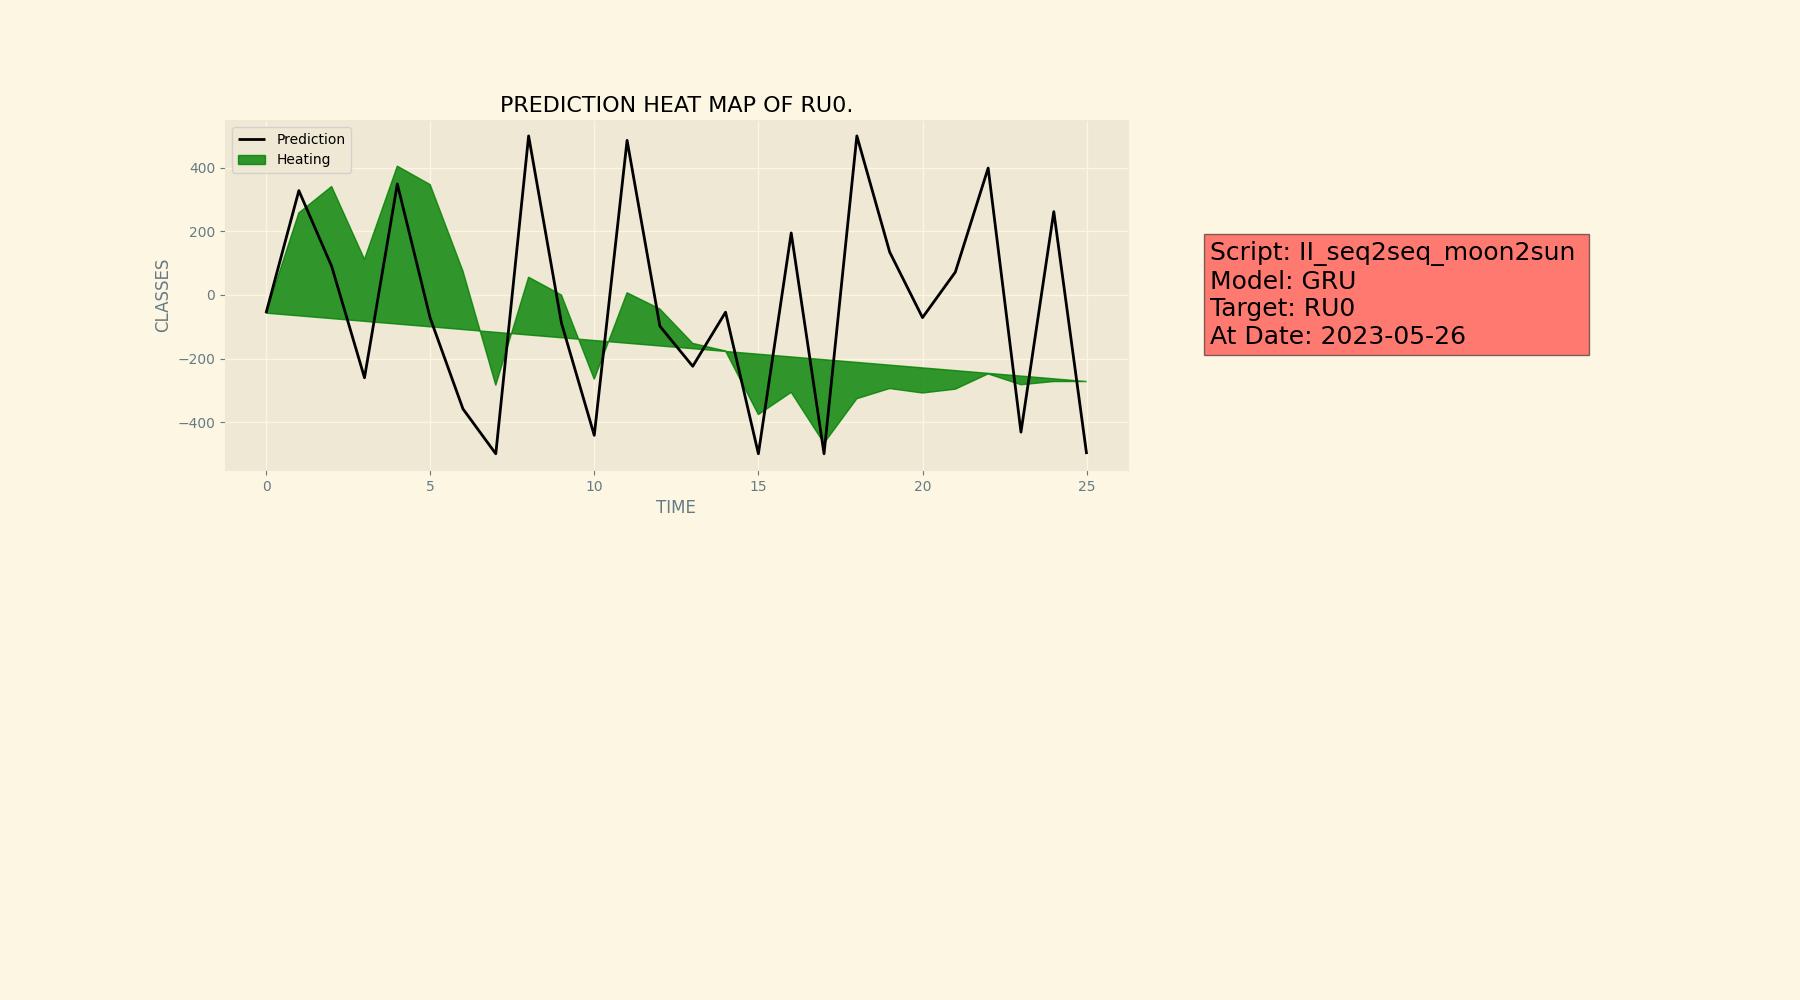 PREDICTION HEAT MAP OF RU0.
Prediction
Heating
400
200
0
−200
−400
CLASSES
0 5 10 15 20 25
TIME
Script: II_seq2seq_moon2sun
Model: GRU
Target: RU0
At Date: 2023-05-26